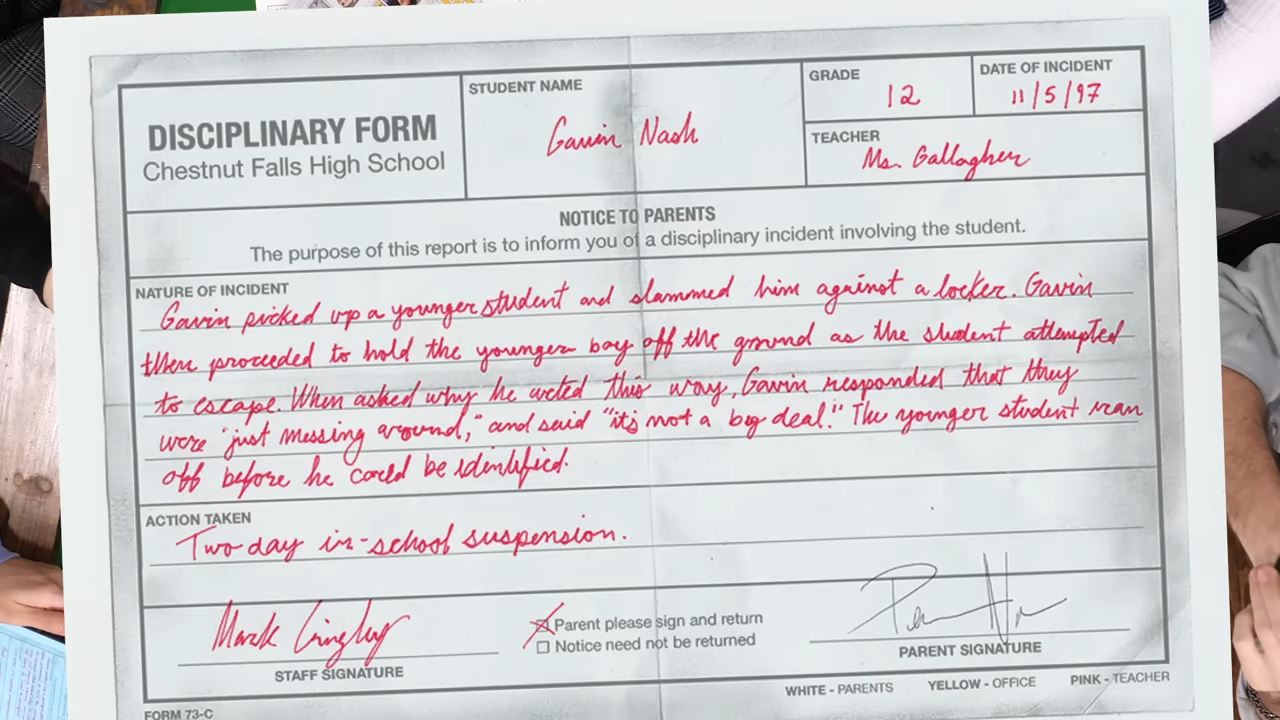 DISCIPLINARY FORM
Chestnut Falls High School
STUDENT NAME
Gavin Nash
GRADE
12
DATE OF INCIDENT
11/5/97
TEACHER
Ms. Gallagher
NOTICE TO PARENTS
The purpose of this report is to inform you of a disciplinary incident involving the student.
NATURE OF INCIDENT
Gavin picked up a younger student and slammed him against a locker. Gavin
then proceeded to hold the younger boy off the ground as the student attempted
to escape. When asked why he acted this way, Gavin responded that they
were "just messing around," and said "it's not a big deal." The younger student ran
off before he could be identified.
ACTION TAKEN
Two day in-school suspension.
Mark
STAFF SIGNATURE
Parent please sign and return
Notice need not be returned
PARENT SIGNATURE
WHITE - PARENTS YELLOW - OFFICE PINK - TEACHER
FORM 73-C